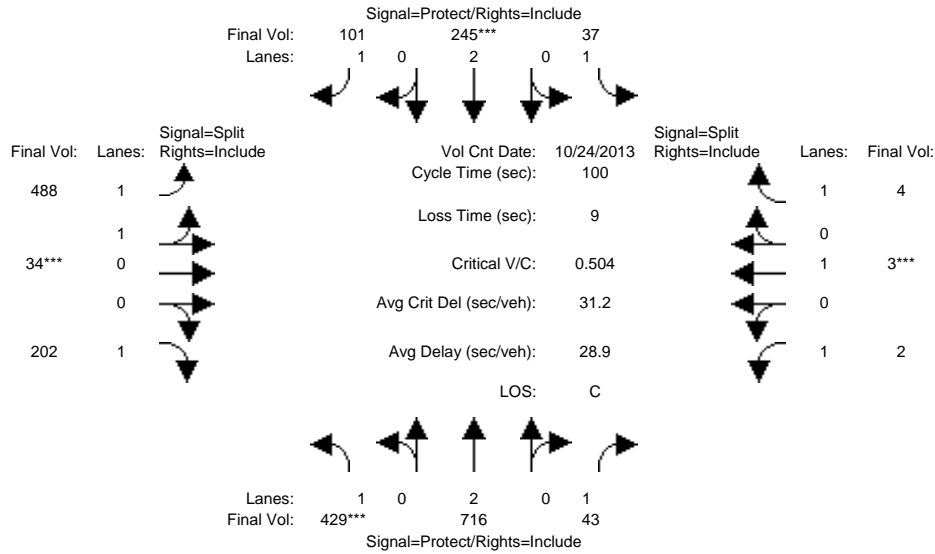 Signal=Protect/Rights=Include
Final Vol: 101 245*** 37
Lanes: 1 0 2 0 1
Signal=Split
Final Vol: Lanes: Rights=Include
Vol Cnt Date: 10/24/2013
Signal=Split
Rights=Include Lanes: Final Vol:
Cycle Time (sec): 100
488 1
1 4
Loss Time (sec): 9
1
0
34*** 0
Critical V/C: 0.504
1 3***
0
Avg Crit Del (sec/veh): 31.2
0
202 1
Avg Delay (sec/veh): 28.9
1 2
LOS: C
Lanes: 1 0 2 0 1
Final Vol: 429*** 716 43
Signal=Protect/Rights=Include